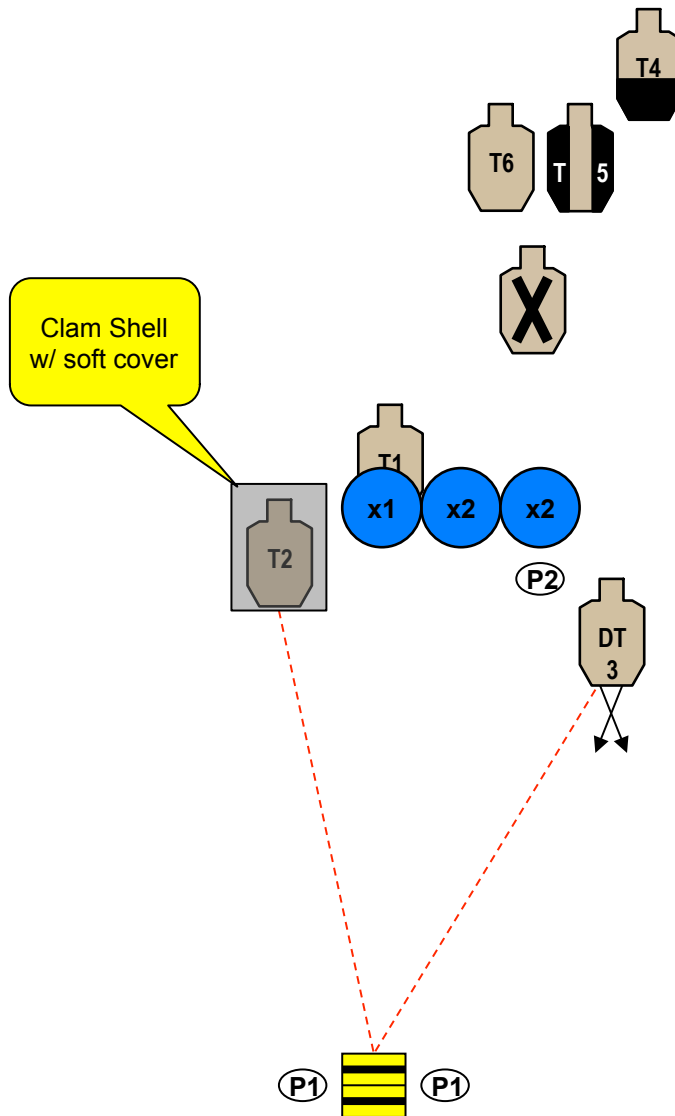 T4
T6
T 5
X
Clam Shell
w/ soft cover
T1
x1
x2
x2
T2
P2
DT
3
P1
P1